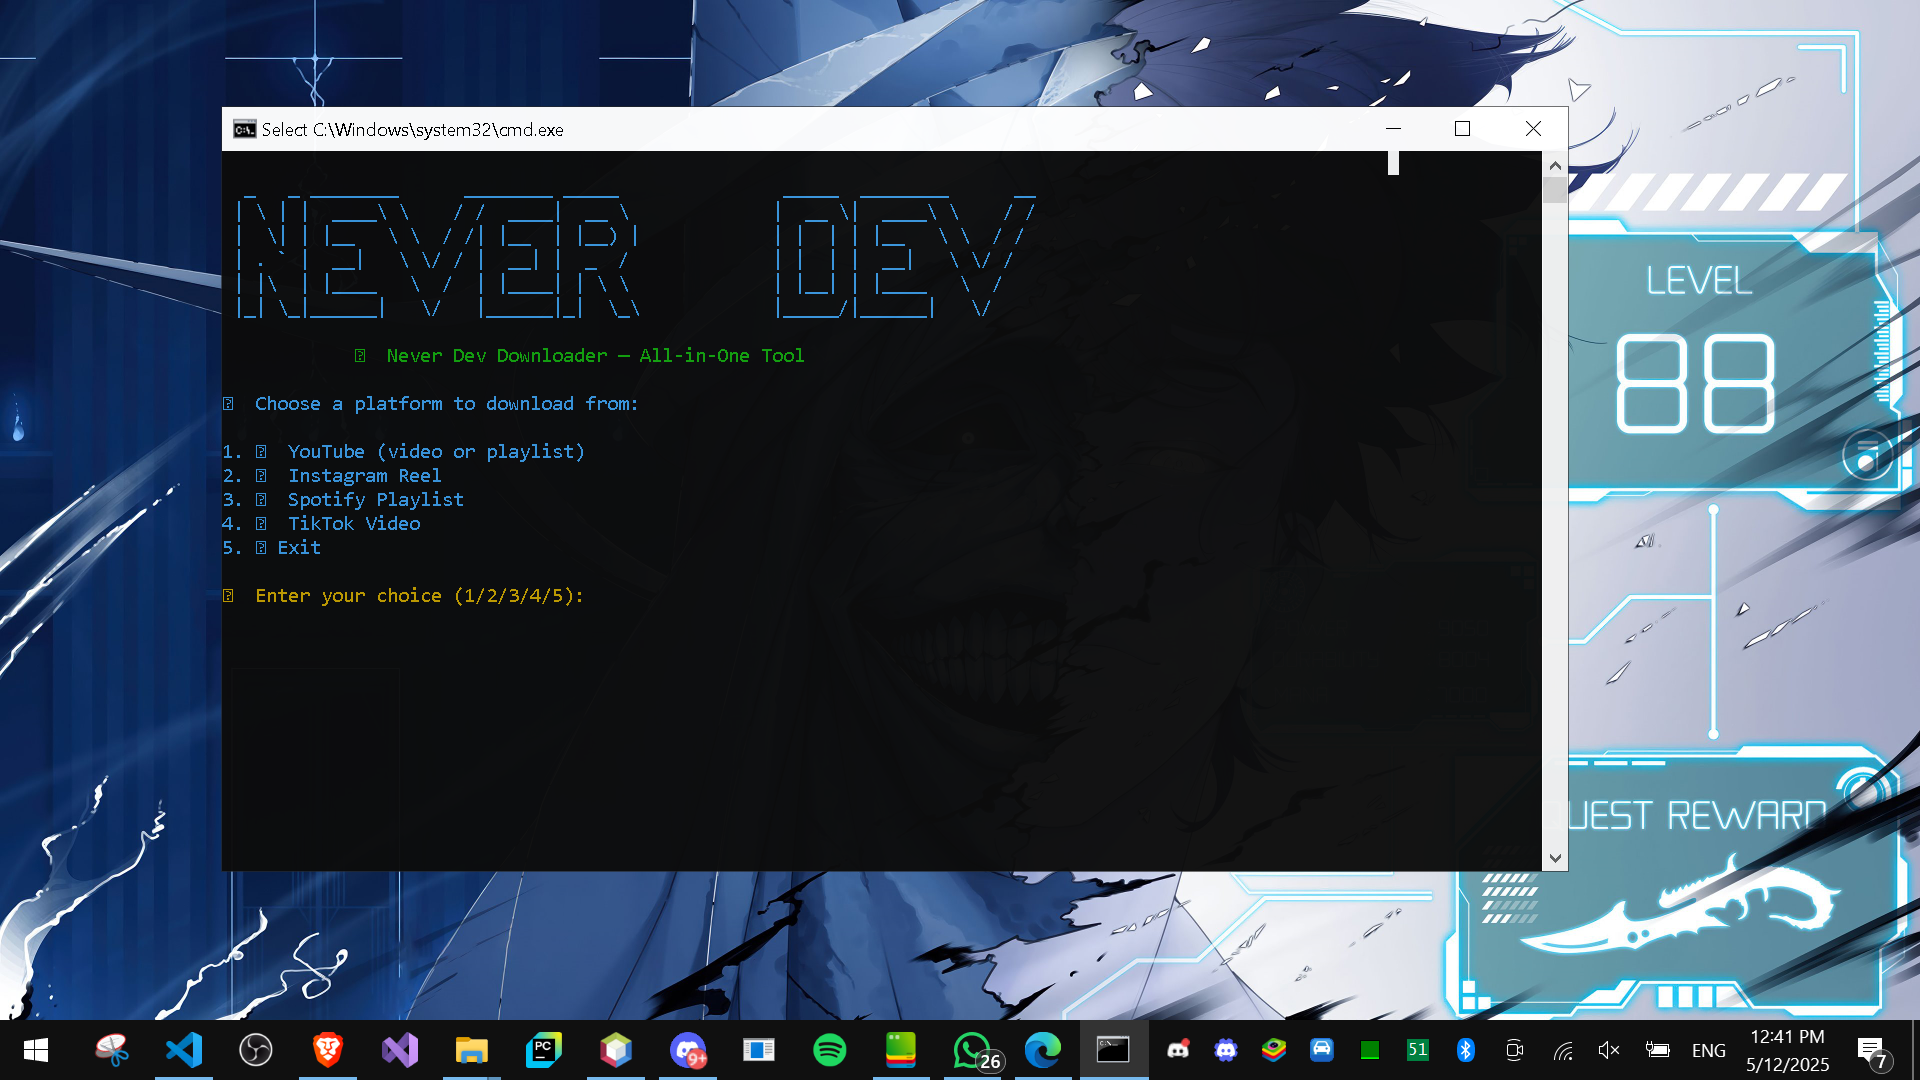 Select C:\Windows\system32\cmd.exe
NEVER DEV
Never Dev Downloader — All-in-One Tool
Choose a platform to download from:
1. YouTube (video or playlist)
2. Instagram Reel
3. Spotify Playlist
4. TikTok Video
5. Exit
Enter your choice (1/2/3/4/5):
LEVEL
88
UEST REWARD
PC
9+
26
51
ENG
12:41 PM
5/12/2025
7